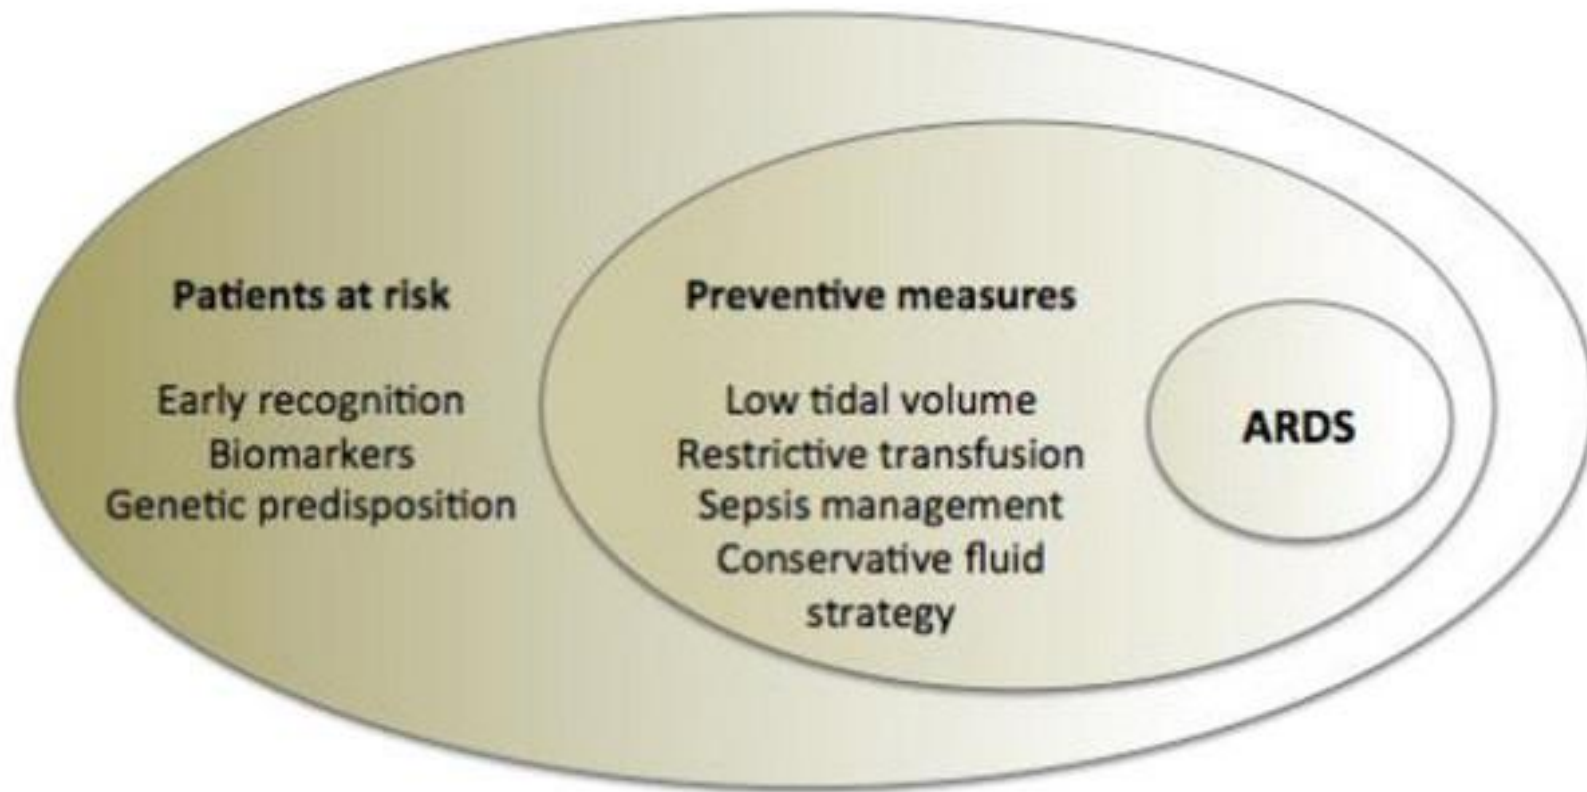 Patients at risk
Early recognition
Biomarkers
Genetic predisposition
Preventive measures
Low tidal volume
Restrictive transfusion
Sepsis management
Conservative fluid
strategy
ARDS